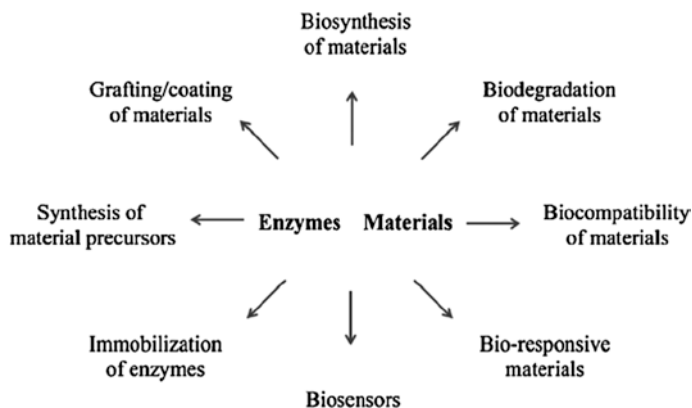 Biosynthesis
of materials
Grafting/coating
of materials
Biodegradation
of materials
Synthesis of
material precursors
Enzymes Materials
Biocompatibility
of materials
Immobilization
of enzymes
Bio-responsive
materials
Biosensors